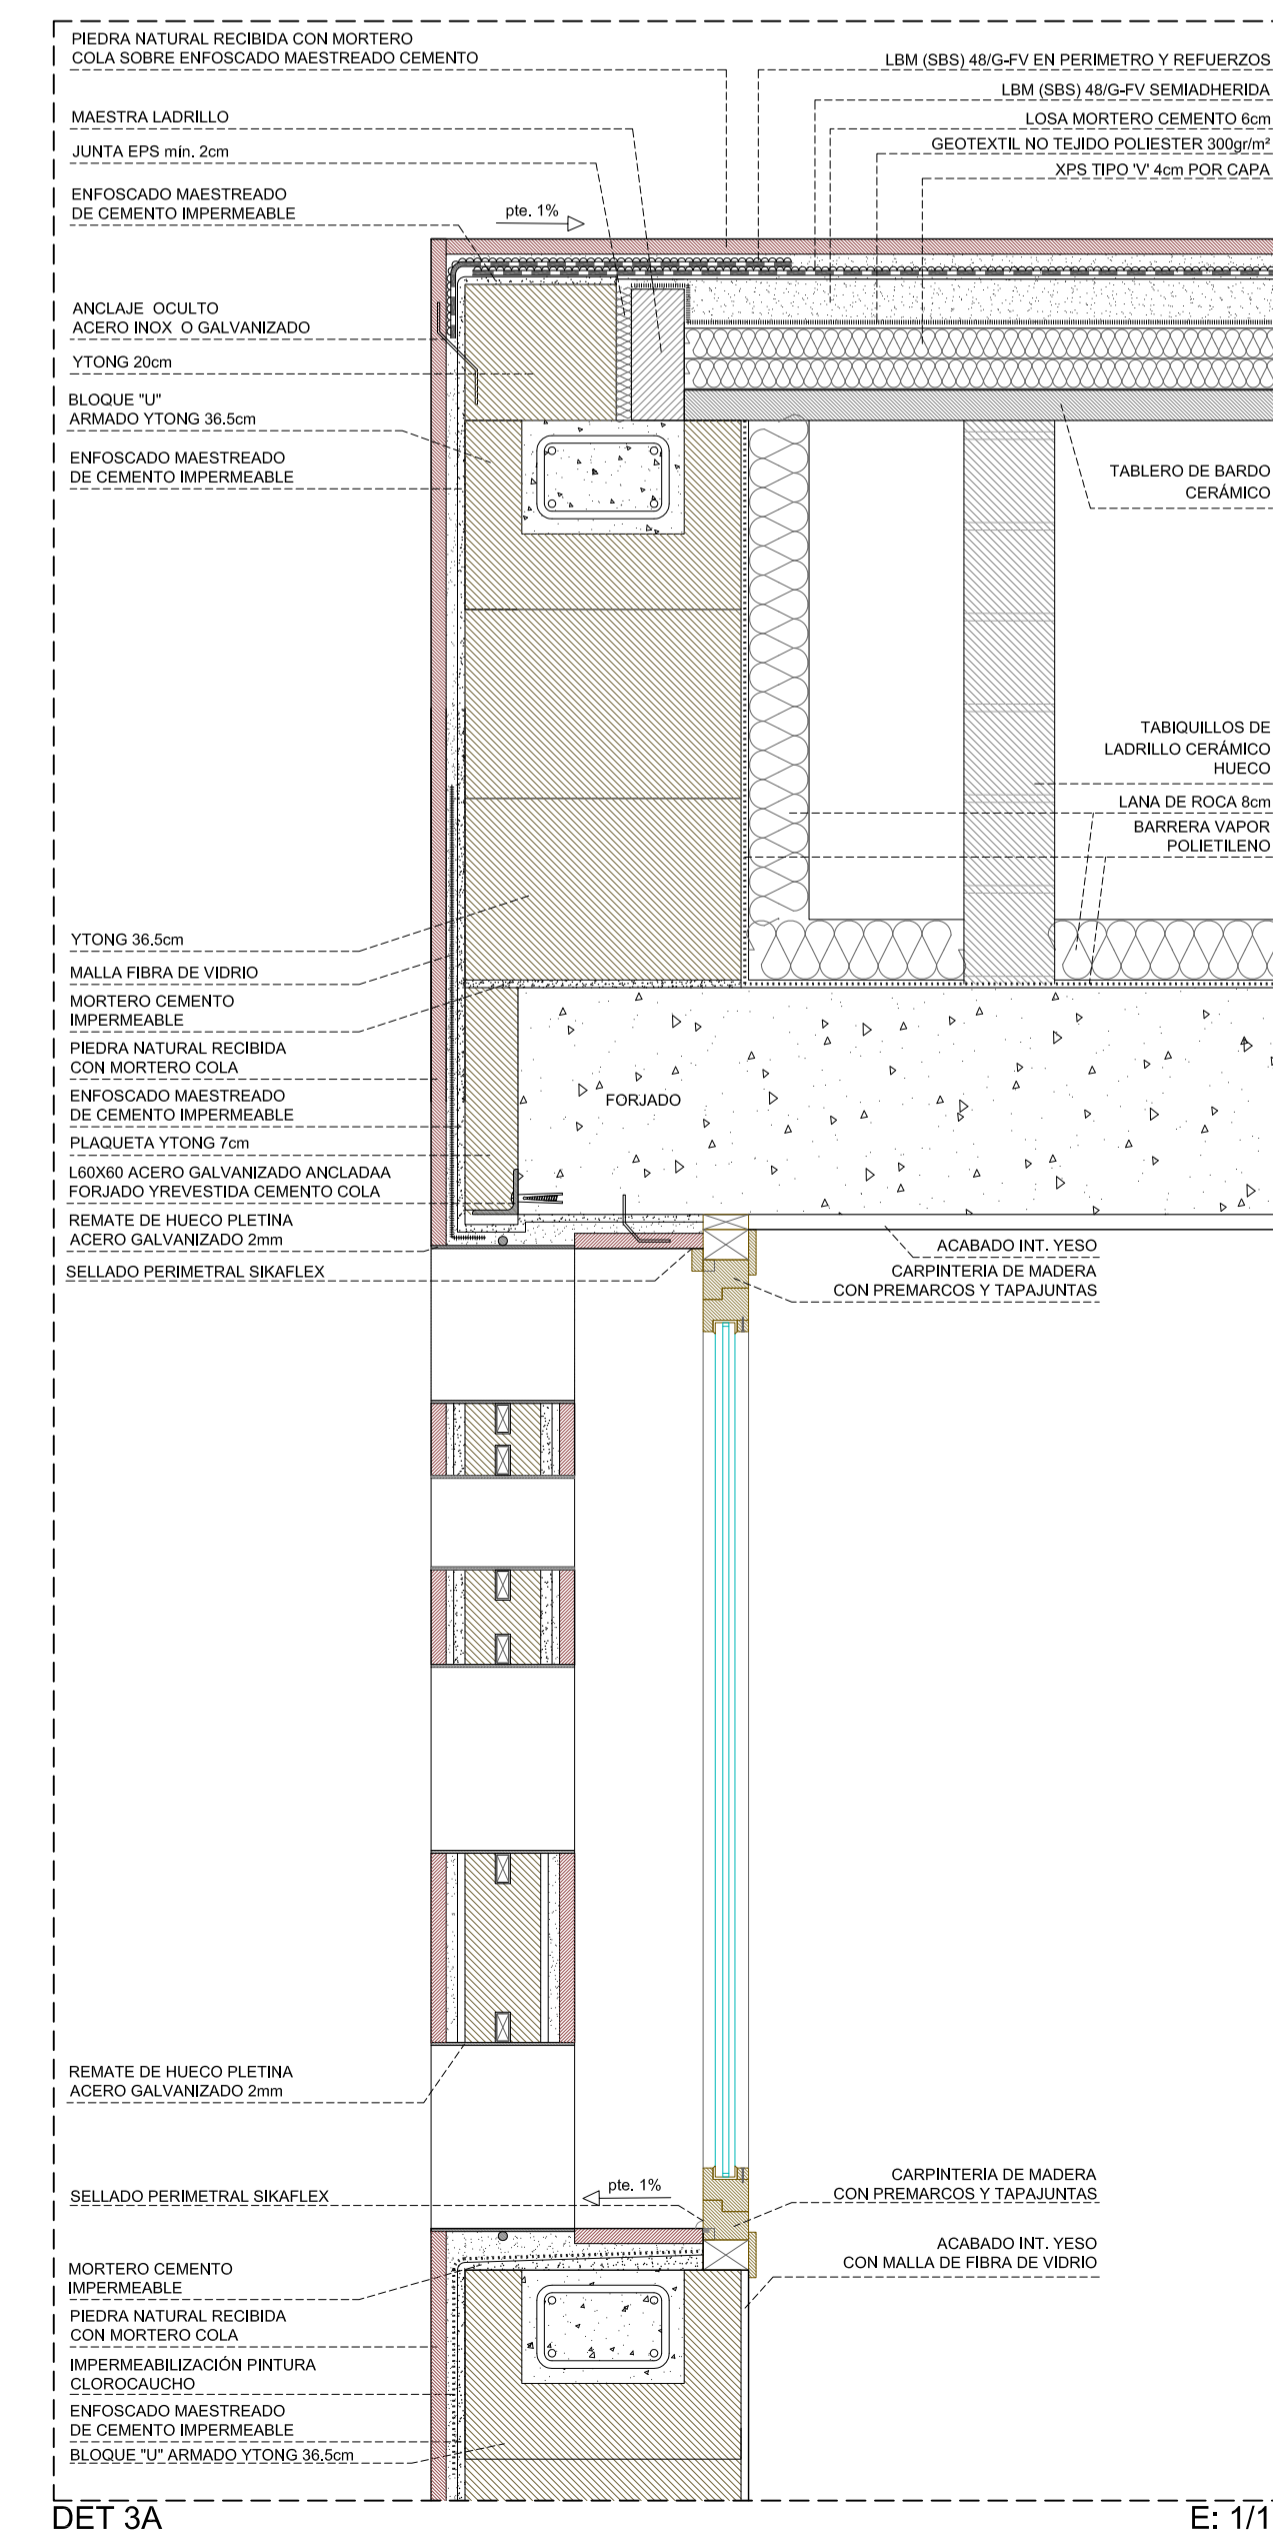 PIEDRA NATURAL RECIBIDA CON MORTERO
COLA SOBRE ENFOSCADO MAESTREADO CEMENTO
MAESTRA LADRILLO
JUNTA EPS mín. 2cm
ENFOSCADO MAESTREADO
DE CEMENTO IMPERMEABLE
pte. 1%
LBM (SBS) 48/G-FV EN PERIMETRO Y REFUERZOS
LBM (SBS) 48/G-FV SEMIADHERIDA
LOSA MORTERO CEMENTO 6cm
GEOTEXTIL NO TEJIDO POLIESTER 300gr/m²
XPS TIPO 'V' 4cm POR CAPA
ANCLAJE OCULTO
ACERO INOX O GALVANIZADO
YTONG 20cm
BLOQUE "U"
ARMADO YTONG 36.5cm
ENFOSCADO MAESTREADO
DE CEMENTO IMPERMEABLE
TABLERO DE BARDO
CERÁMICO
TABIQUILLOS DE
LADRILLO CERÁMICO
HUECO
LANA DE ROCA 8cm
BARRERA VAPOR
POLIETILENO
YTONG 36.5cm
MALLA FIBRA DE VIDRIO
MORTERO CEMENTO
IMPERMEABLE
PIEDRA NATURAL RECIBIDA
CON MORTERO COLA
ENFOSCADO MAESTREADO
DE CEMENTO IMPERMEABLE
PLAQUETA YTONG 7cm
L60X60 ACERO GALVANIZADO ANCLADAA
FORJADO YREVESTIDA CEMENTO COLA
REMATE DE HUECO PLETINA
ACERO GALVANIZADO 2mm
SELLADO PERIMETRAL SIKAFLEX
FORJADO
ACABADO INT. YESO
CARPINTERIA DE MADERA
CON PREMARCOS Y TAPAJUNTAS
REMATE DE HUECO PLETINA
ACERO GALVANIZADO 2mm
SELLADO PERIMETRAL SIKAFLEX
pte. 1%
CARPINTERIA DE MADERA
CON PREMARCOS Y TAPAJUNTAS
ACABADO INT. YESO
CON MALLA DE FIBRA DE VIDRIO
MORTERO CEMENTO
IMPERMEABLE
PIEDRA NATURAL RECIBIDA
CON MORTERO COLA
IMPERMEABILIZACIÓN PINTURA
CLOROCAUCHO
ENFOSCADO MAESTREADO
DE CEMENTO IMPERMEABLE
BLOQUE "U" ARMADO YTONG 36.5cm
DET 3A
E: 1/1